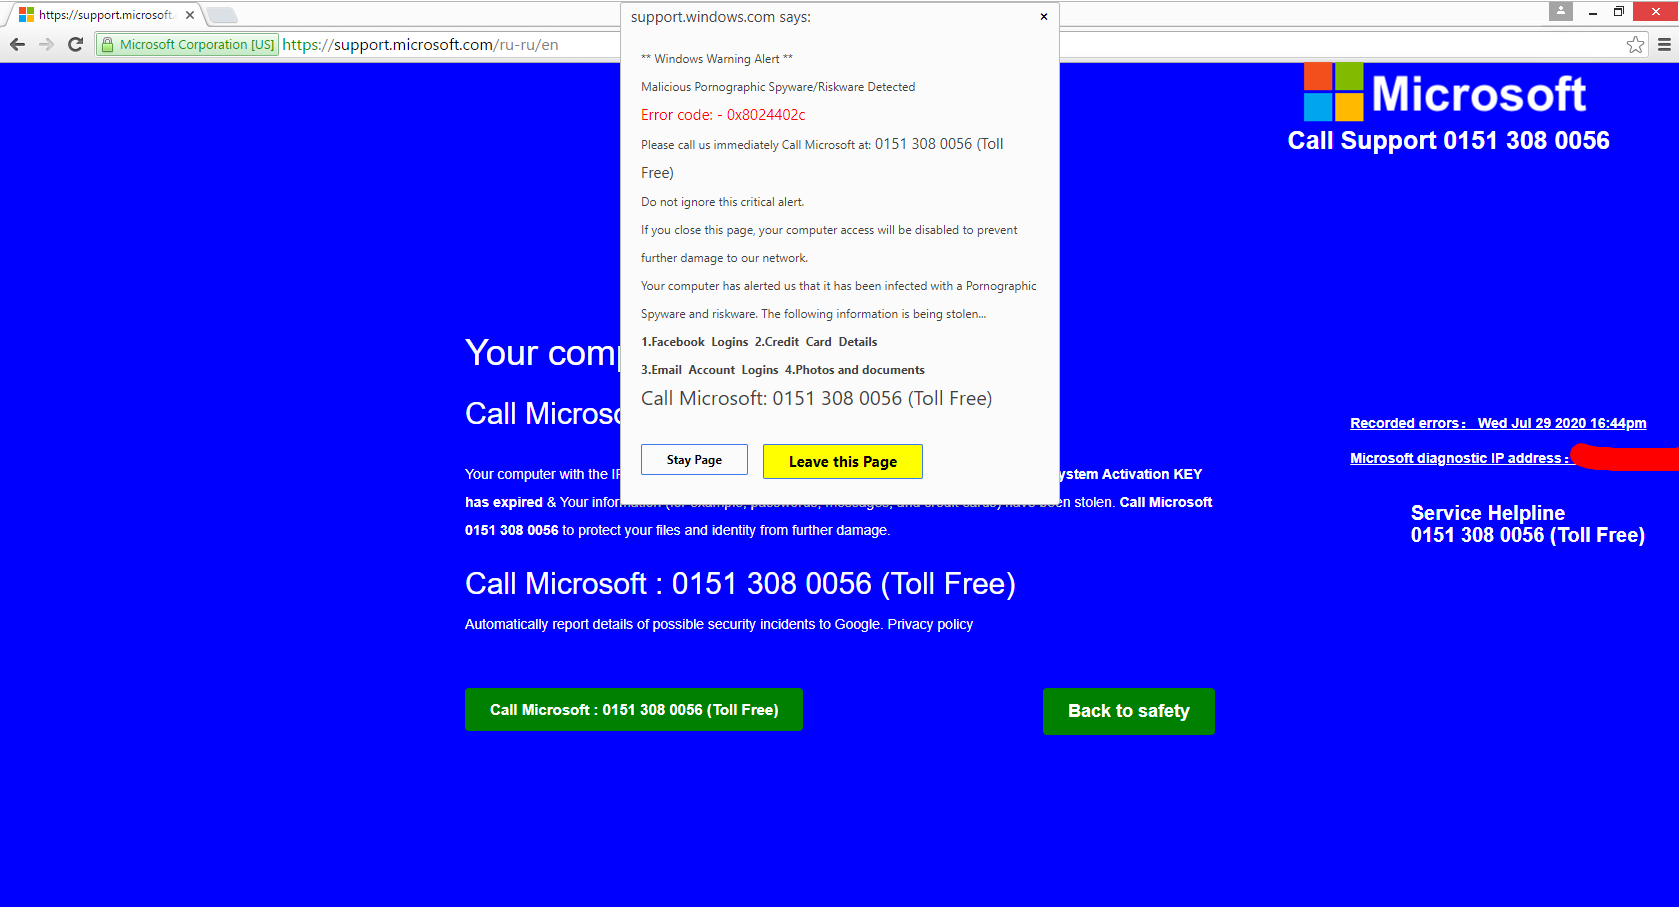 https://support.microsoft.
Microsoft Corporation [US] https://support.microsoft.com/ru-ru/en
support.windows.com says:
** Windows Warning Alert **
Malicious Pornographic Spyware/Riskware Detected
Error code: - 0x8024402c
Please call us immediately Call Microsoft at: 0151 308 0056 (Toll
Free)
Do not ignore this critical alert.
If you close this page, your computer access will be disabled to prevent
further damage to our network.
Your computer has alerted us that it has been infected with a Pornographic
Spyware and riskware. The following information is being stolen...
1.Facebook Logins 2.Credit Card Details
3.Email Account Logins 4.Photos and documents
Call Microsoft: 0151 308 0056 (Toll Free)
Stay Page
Leave this Page
Microsoft
Call Support 0151 308 0056
Your
Call
Your computer with the ystem Activation KEY
has expired & Your information (for example, passwords, messages, and credit cards) have been stolen. Call Microsoft
0151 308 0056 to protect your files and identity from further damage.
Call Microsoft : 0151 308 0056 (Toll Free)
Automatically report details of possible security incidents to Google. Privacy policy
Call Microsoft : 0151 308 0056 (Toll Free)
Back to safety
Recorded errors: Wed Jul 29 2020 16:44pm
Microsoft diagnostic IP address:
Service Helpline
0151 308 0056 (Toll Free)